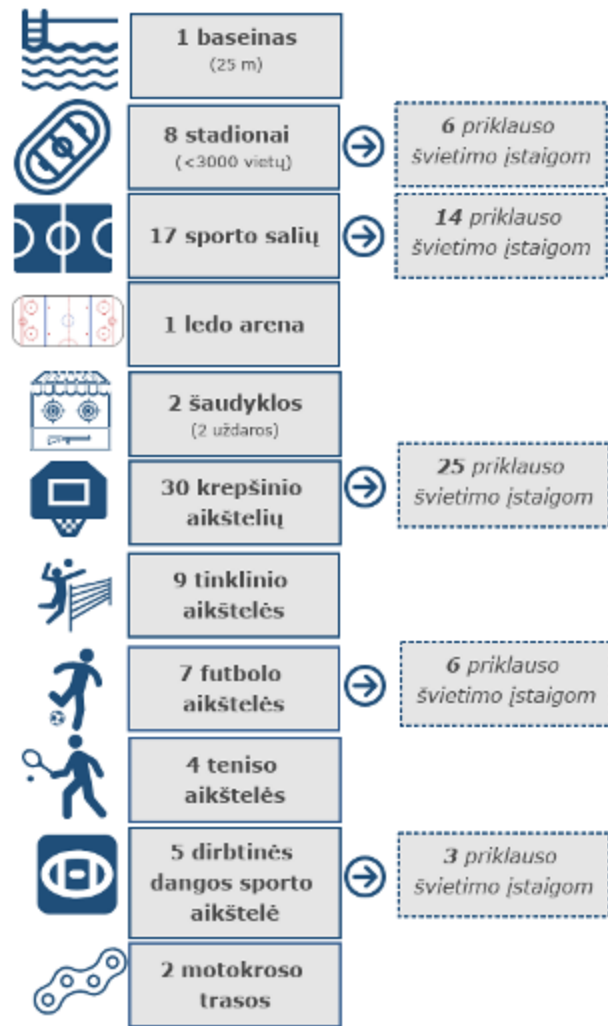 1 baseinas
(25 m)
8 stadionai
(<3000 vietų)
6 priklauso
švietimo įstaigom
17 sporto salių
14 priklauso
švietimo įstaigom
1 ledo arena
2 šaudyklos
(2 uždaros)
30 krepšinio
aikštelių
25 priklauso
švietimo įstaigom
9 tinklinio
aikštelės
7 futbolo
aikštelės
6 priklauso
švietimo įstaigom
4 teniso
aikštelės
5 dirbtinės
dangos sporto
aikštelė
3 priklauso
švietimo įstaigom
2 motokroso
trasos